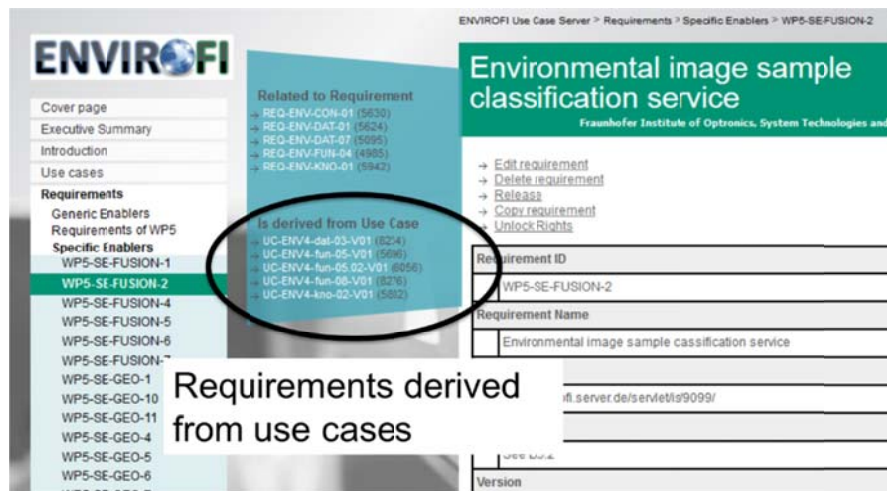 ENVIROFI Use Case Server > Requirements > Specific Enablers > WP5-SE-FUSION-2
ENVIROFI
Cover page
Executive Summary
Introduction
Use cases
Requirements
Generic Enablers
Requirements of WP5
Specific Enablers
WP5-SE-FUSION-1
WP5-SE-FUSION-2
WP5-SE-FUSION-4
WP5-SE-FUSION-5
WP5-SE-FUSION-6
WP5-SE-FUSION-7
WP5-SE-GEO-1
WP5-SE-GEO-10
WP5-SE-GEO-11
WP5-SE-GEO-4
WP5-SE-GEO-5
WP5-SE-GEO-6
Related to Requirement
→ REQ-ENV-CON-01 (5630)
→ REQ-ENV-DAT-01 (5624)
→ REQ-ENV-DAT-07 (5095)
→ REQ-ENV-FUN-04 (4985)
→ REQ-ENV-KNO-01 (5942)
Is derived from Use Case
→ UC-ENV4-dat-03-V01
→ UC-ENV4-fun-05-V01
→ UC-ENV4-fun-05.02-V01
→ UC-ENV4-fun-08-V01
→ UC-ENV4-kno-02-V01
Requirements derived
from use cases
Environmental image sample
classification service
Fraunhofer Institute of Optronics, System Technologies and
→ Edit requirement
→ Delete requirement
→ Release
→ Copy requirement
→ Unlock Rights
Requirement ID
WP5-SE-FUSION-2
Requirement Name
Environmental image sample cassification service
ofi.server.de/servlet/is/9099/
Version